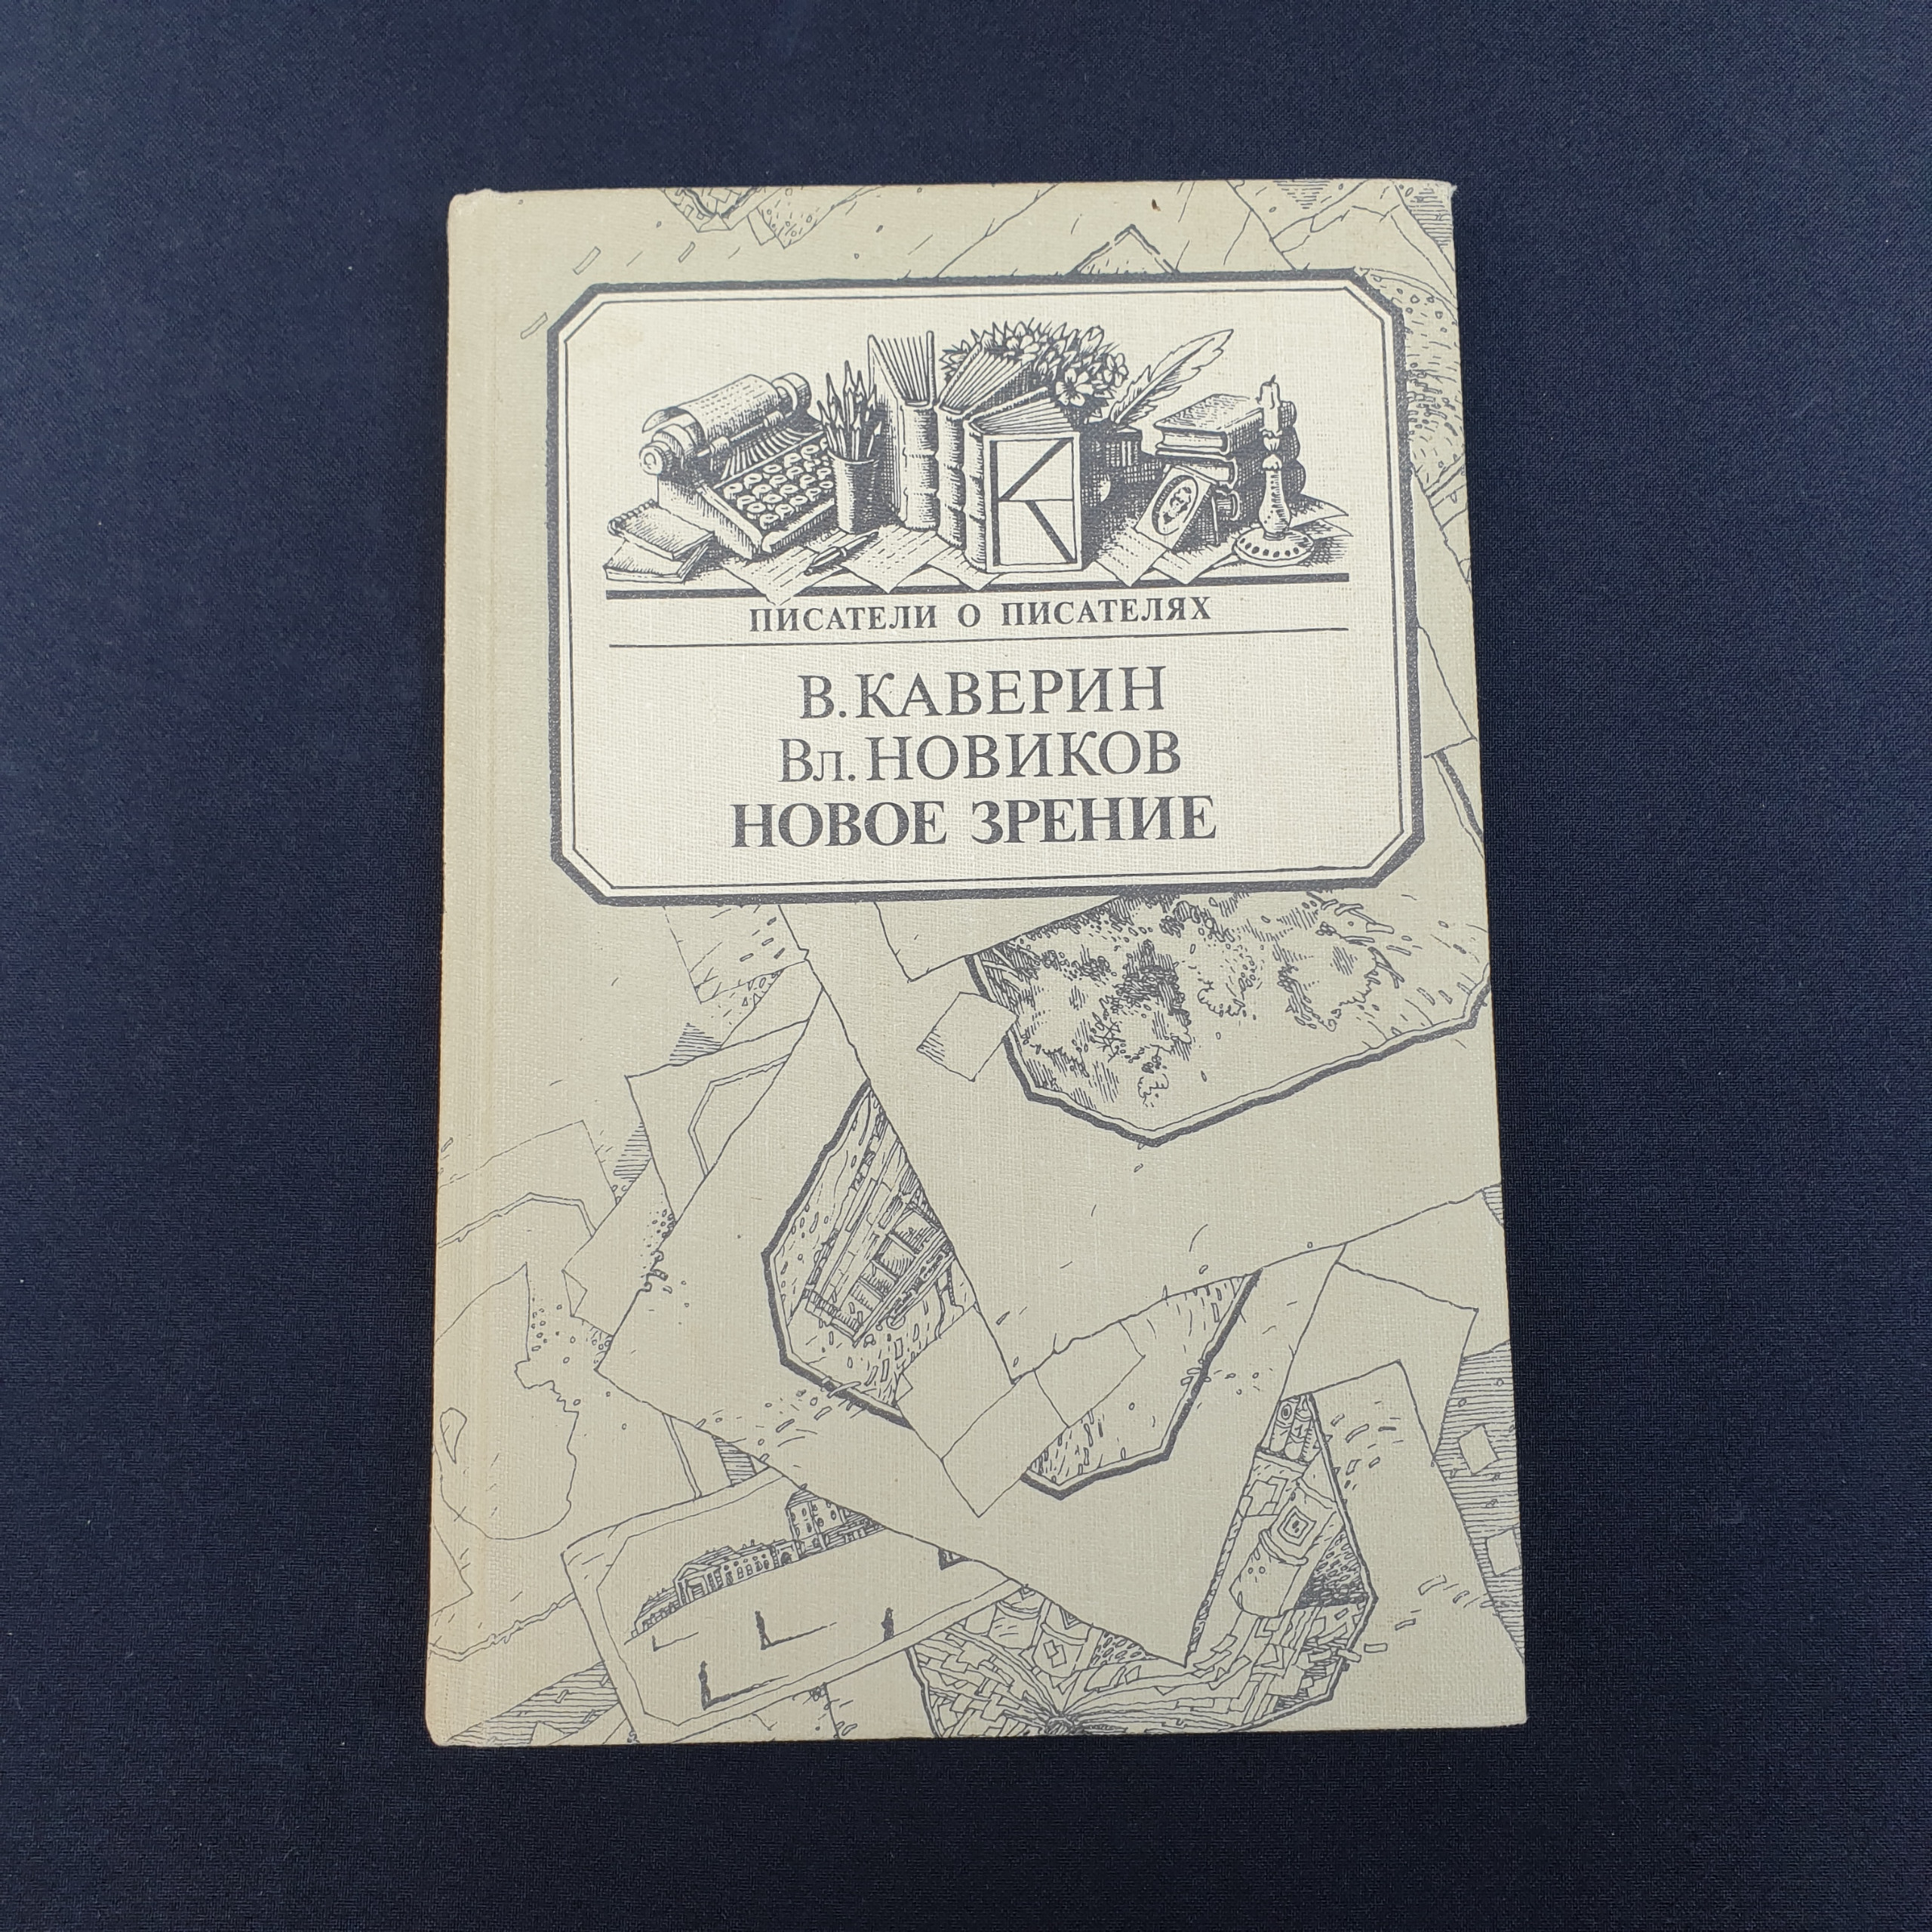 К
ПИСАТЕЛИ О ПИСАТЕЛЯХ
В. КАВЕРИН
Вл. НОВИКОВ
НОВОЕ ЗРЕНИЕ